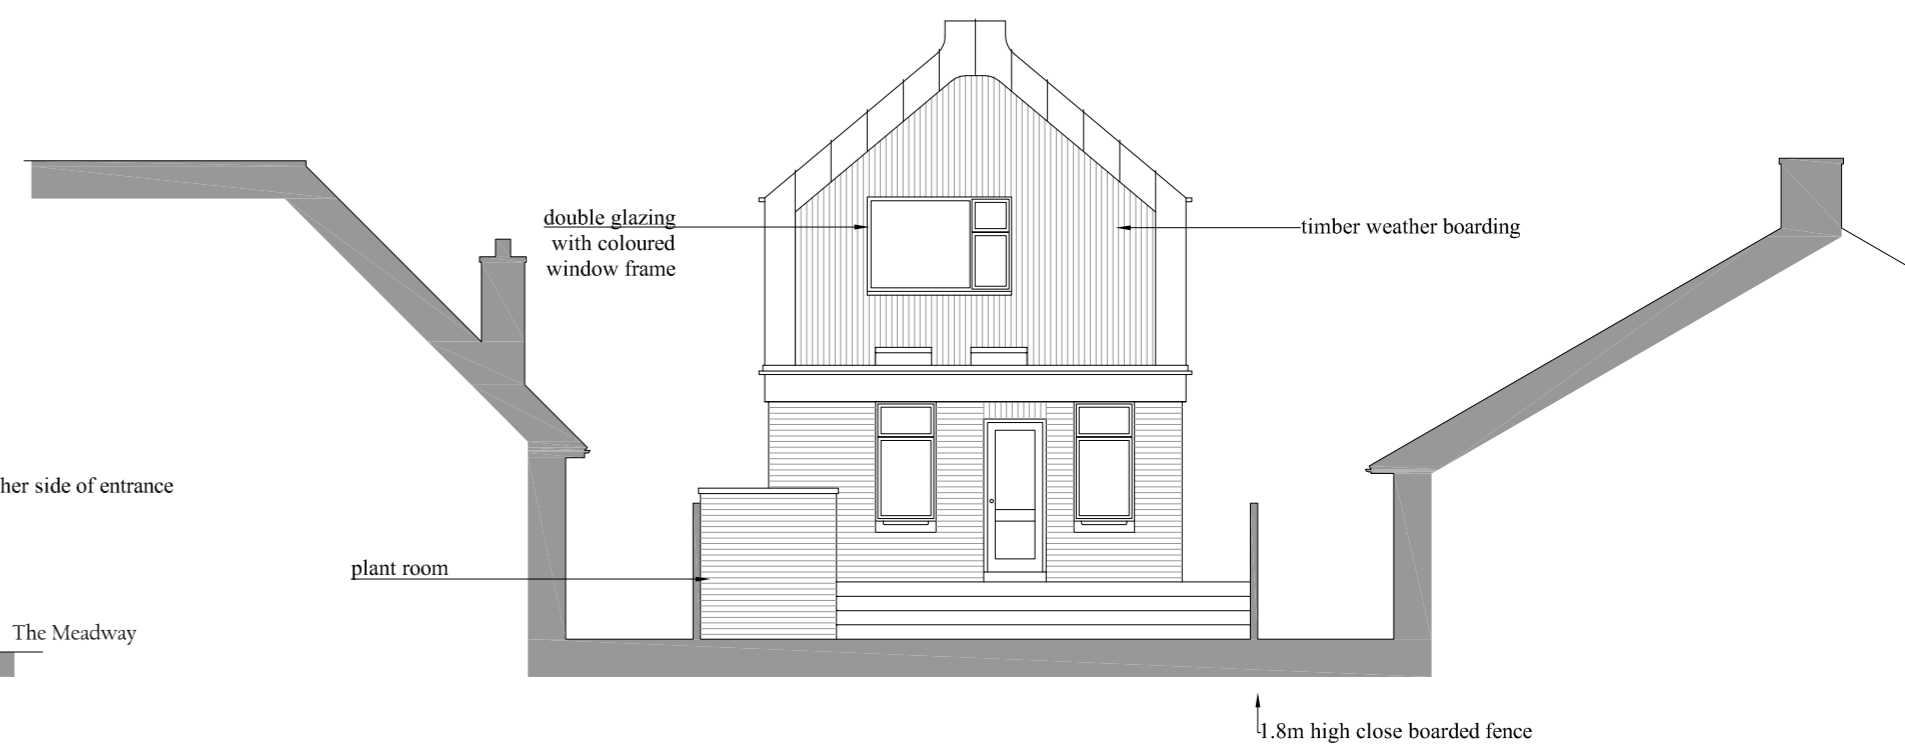 double glazing
with coloured
window frame
timber weather boarding
her side of entrance
plant room
The Meadway
1.8m high close boarded fence